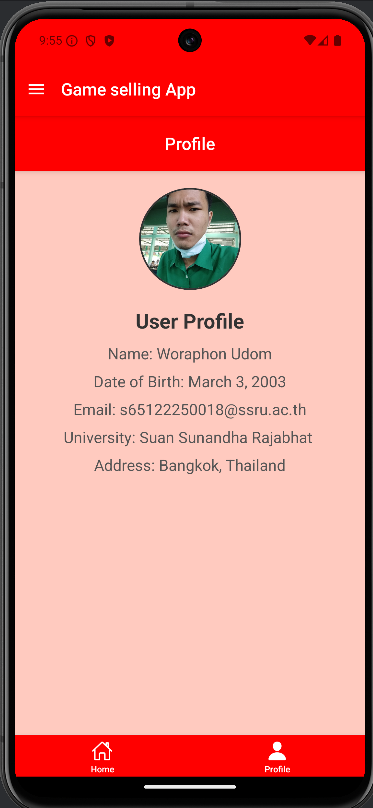 9:55
Game selling App
Profile
User Profile
Name: Woraphon Udom
Date of Birth: March 3, 2003
Email: s65122250018@ssru.ac.th
University: Suan Sunandha Rajabhat
Address: Bangkok, Thailand
Home
Profile